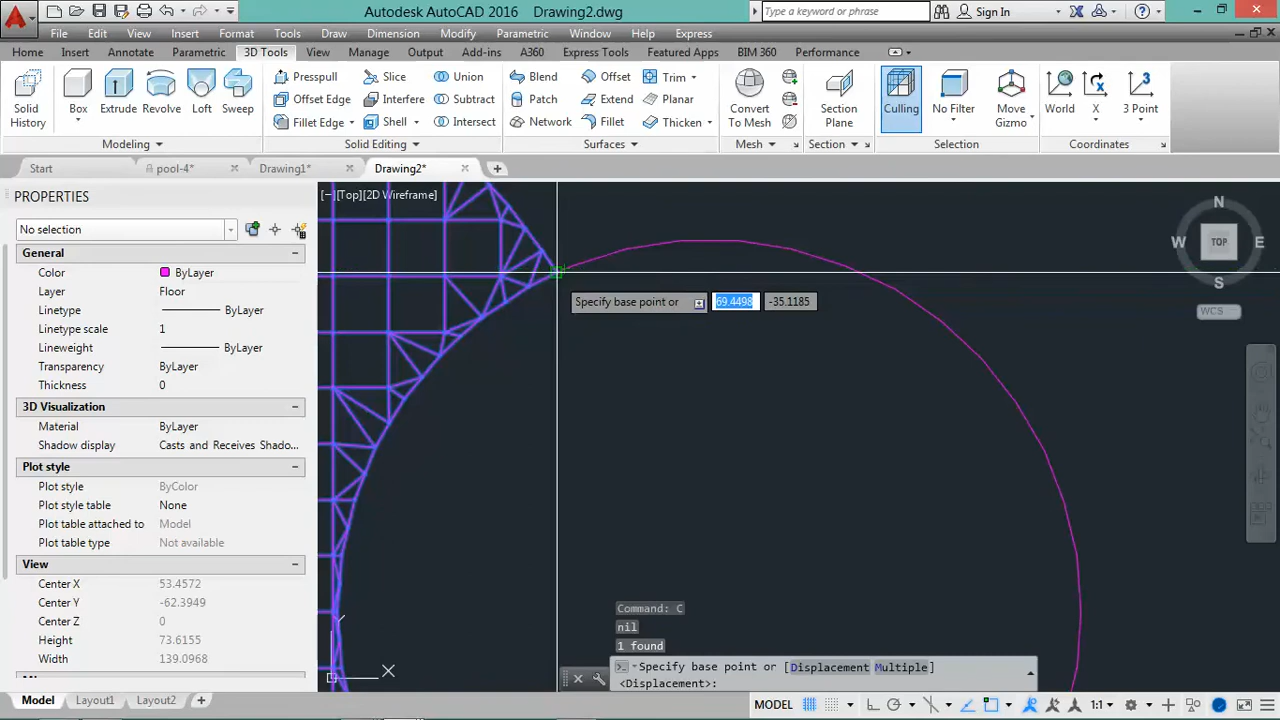 Autodesk AutoCAD 2016 Drawing2.dwg
Type a keyword or phrase
Sign In
File Edit View Insert Format Tools Draw Dimension Modify Parametric Window Help Express
Home Insert Annotate Parametric 3D Tools View Manage Output Add-ins A360 Express Tools Featured Apps BIM 360 Performance
Solid History
Box
Extrude
Revolve
Loft
Sweep
Modeling
Presspull
Offset Edge
Fillet Edge
Slice
Interfere
Shell
Union
Subtract
Intersect
Solid Editing
Blend
Patch
Network
Offset
Extend
Fillet
Trim
Planar
Thicken
Surfaces
Convert To Mesh
Mesh
Section Plane
Section
Culling
No Filter
Move Gizmo
Selection
World
X
3 Point
Coordinates
Start
pool-4*
Drawing1*
Drawing2*
PROPERTIES
No selection
General
Color ByLayer
Layer Floor
Linetype ByLayer
Linetype scale 1
Lineweight ByLayer
Transparency ByLayer
Thickness 0
3D Visualization
Material ByLayer
Shadow display Casts and Receives Shado...
Plot style
Plot style ByColor
Plot style table None
Plot table attached to Model
Plot table type Not available
View
Center X 53.4572
Center Y -62.3949
Center Z 0
Height 73.6155
Width 139.0968
[−][Top][2D Wireframe]
N
W TOP E
S
WCS
Specify base point or 69.4498 -35.1185
Y
X
Command: C
nil
1 found
Specify base point or [Displacement Multiple]
<Displacement>:
Model Layout1 Layout2 +
MODEL
1:1